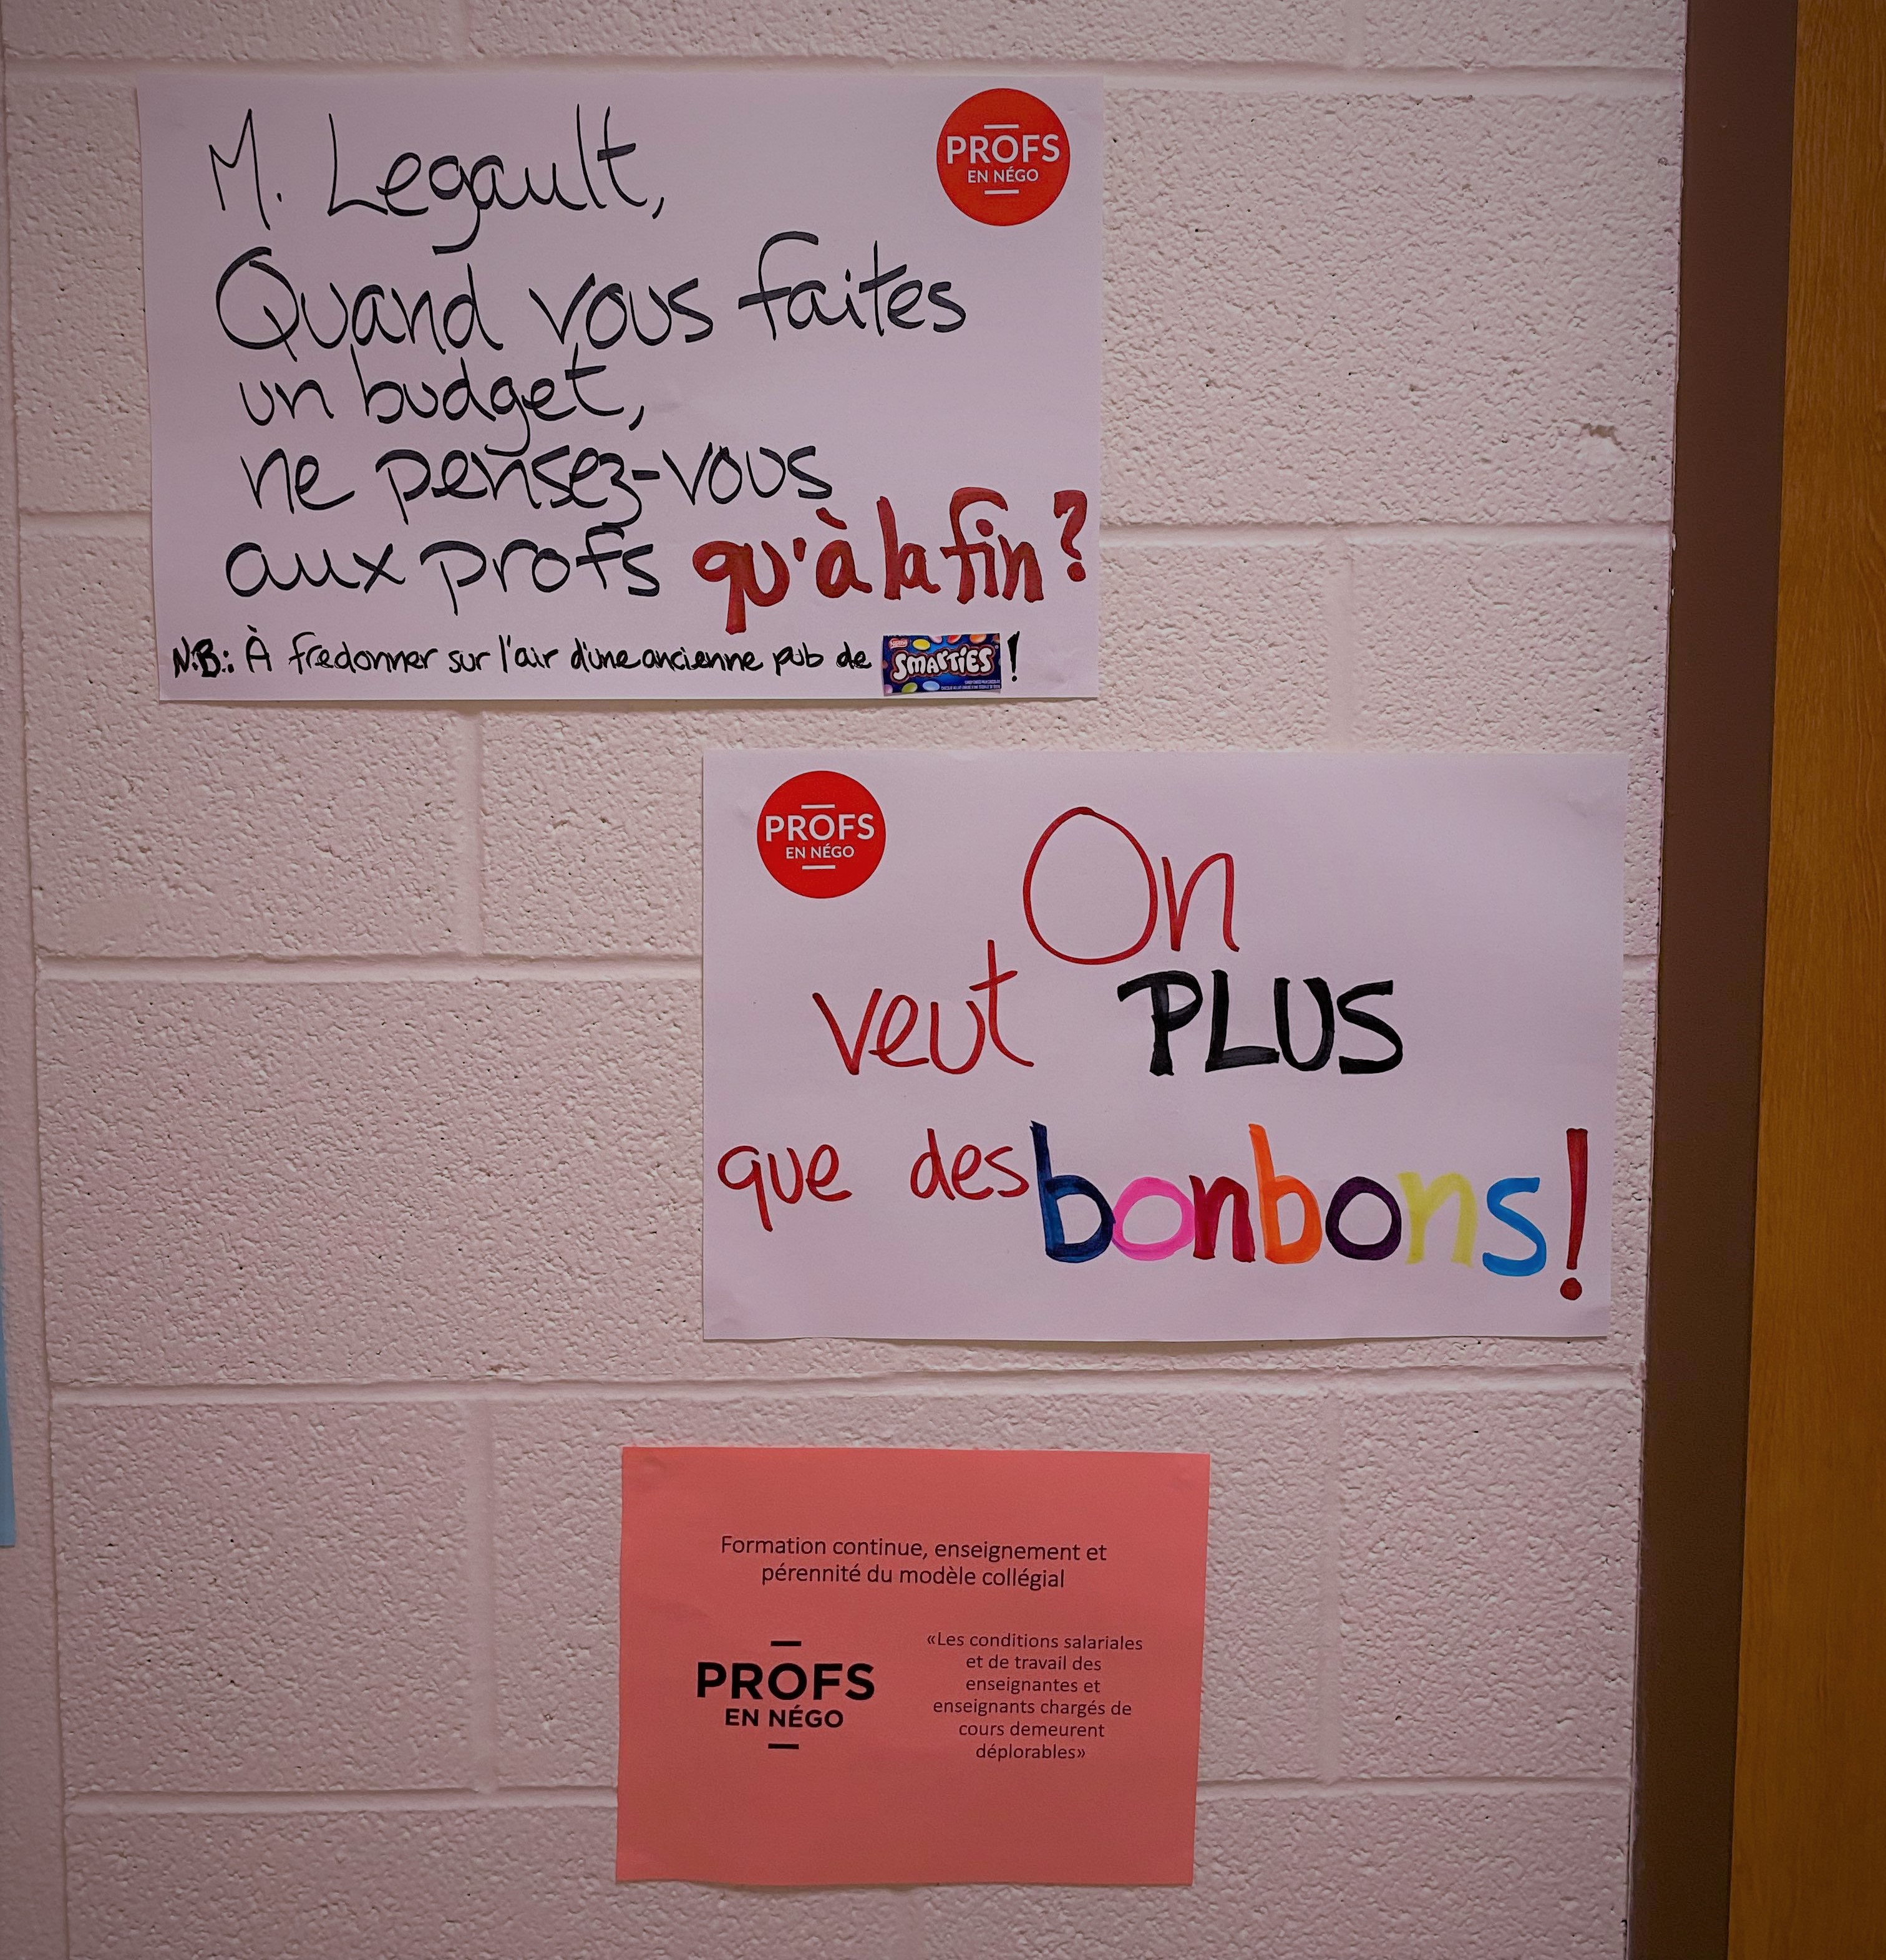 M. Legault,
PROFS
EN NÉGO
Quand vous faites
un budget,
ne pensez-vous
aux profs qu'à la fin?
N.B.: À fredonner sur l'air d'une ancienne pub de SMARTIES!
PROFS
EN NÉGO
On
veut PLUS
que des bonbons!
Formation continue, enseignement et
pérennité du modèle collégial
PROFS
EN NÉGO
«Les conditions salariales
et de travail des
enseignantes et
enseignants chargés de
cours demeurent
déplorables»